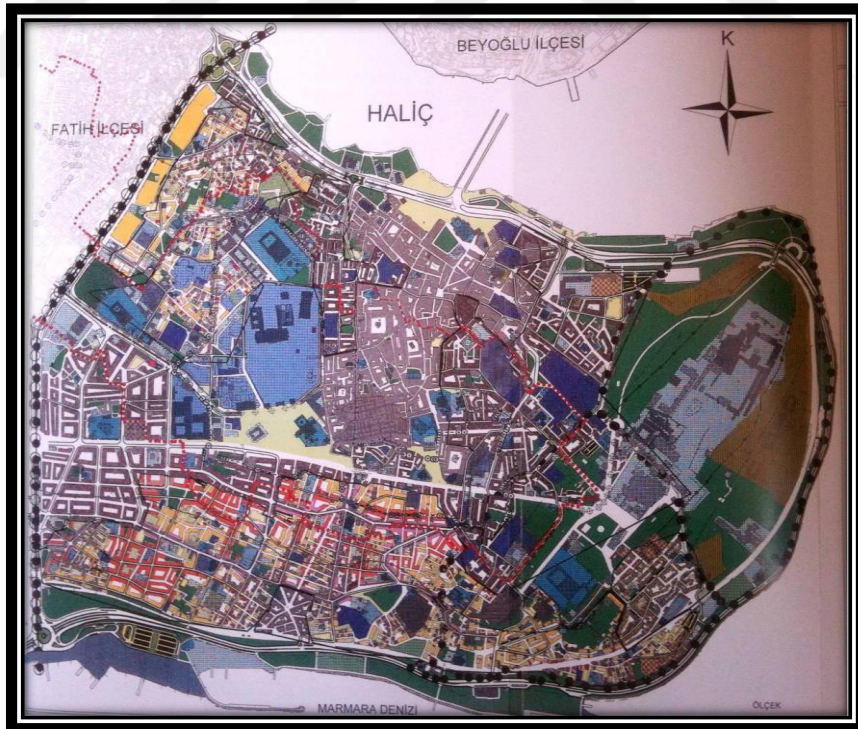 BEYOĞLU İLÇESİ
K
HALİÇ
FATİH İLÇESİ
MARMARA DENİZİ
ÖLÇEK